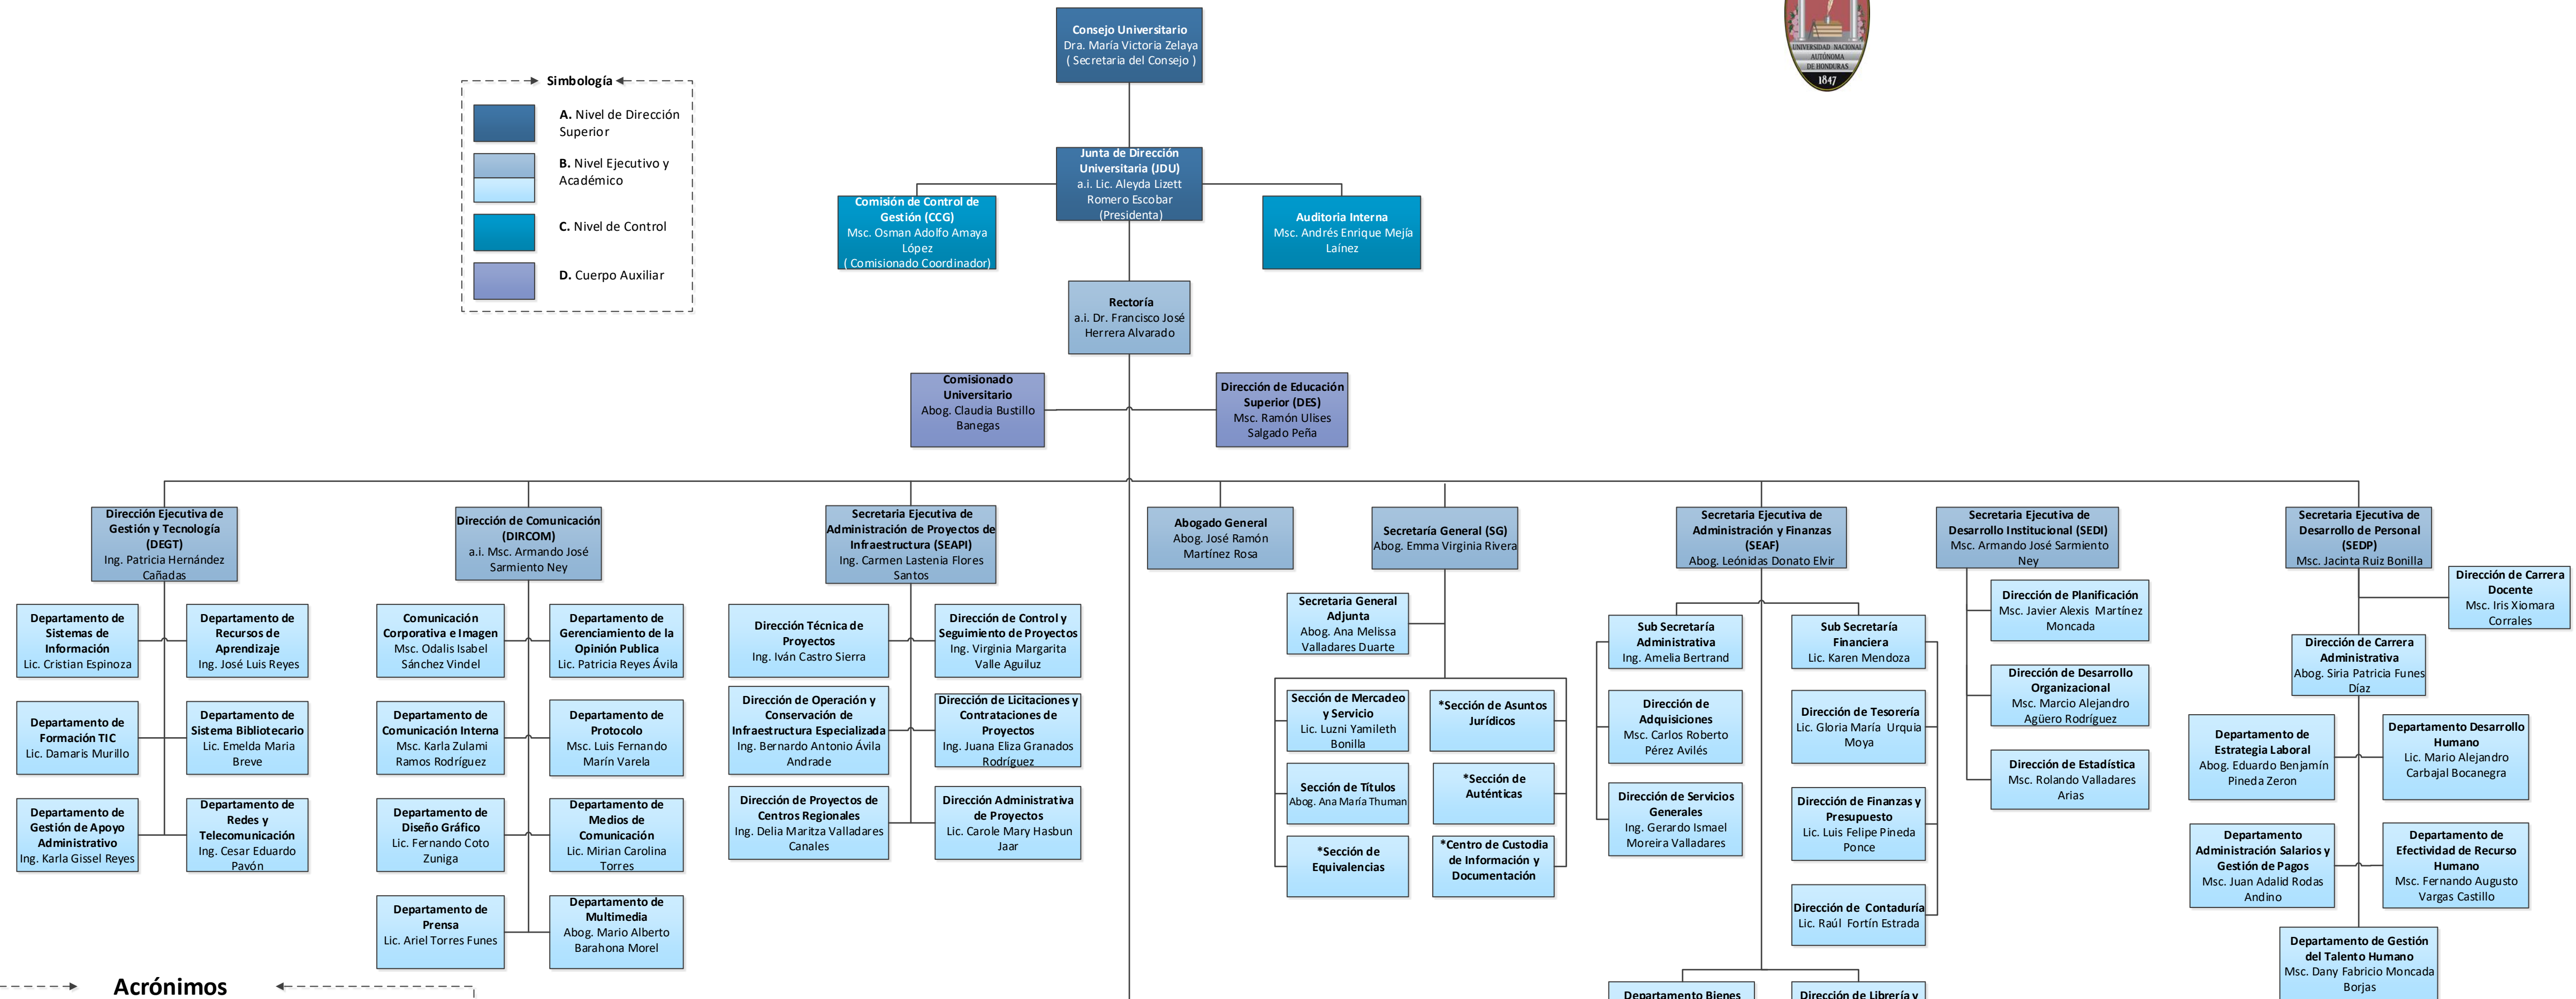 Consejo Universitario
Dra. María Victoria Zelaya
( Secretaria del Consejo )
UNIVERSIDAD NACIONAL
AUTÓNOMA
DE HONDURAS
1847
Simbología
A. Nivel de Dirección
Superior
B. Nivel Ejecutivo y
Académico
C. Nivel de Control
D. Cuerpo Auxiliar
Junta de Dirección
Universitaria (JDU)
a.i. Lic. Aleyda Lizett
Romero Escobar
(Presidenta)
Comisión de Control de
Gestión (CCG)
Msc. Osman Adolfo Amaya
López
( Comisionado Coordinador)
Auditoria Interna
Msc. Andrés Enrique Mejía
Laínez
Rectoría
a.i. Dr. Francisco José
Herrera Alvarado
Comisionado
Universitario
Abog. Claudia Bustillo
Banegas
Dirección de Educación
Superior (DES)
Msc. Ramón Ulises
Salgado Peña
Dirección Ejecutiva de
Gestión y Tecnología
(DEGT)
Ing. Patricia Hernández
Cañadas
Departamento de
Sistemas de
Información
Lic. Cristian Espinoza
Departamento de
Recursos de
Aprendizaje
Ing. José Luis Reyes
Departamento de
Formación TIC
Lic. Damaris Murillo
Departamento de
Sistema Bibliotecario
Lic. Emelda Maria
Breve
Departamento de
Gestión de Apoyo
Administrativo
Ing. Karla Gissel Reyes
Departamento de
Redes y
Telecomunicación
Ing. Cesar Eduardo
Pavón
Dirección de Comunicación
(DIRCOM)
a.i. Msc. Armando José
Sarmiento Ney
Comunicación
Corporativa e Imagen
Msc. Odalis Isabel
Sánchez Vindel
Departamento de
Gerenciamiento de la
Opinión Publica
Lic. Patricia Reyes Ávila
Departamento de
Comunicación Interna
Msc. Karla Zulami
Ramos Rodríguez
Departamento de
Protocolo
Msc. Luis Fernando
Marín Varela
Departamento de
Diseño Gráfico
Lic. Fernando Coto
Zuniga
Departamento de
Medios de
Comunicación
Lic. Mirian Carolina
Torres
Departamento de
Prensa
Lic. Ariel Torres Funes
Departamento de
Multimedia
Abog. Mario Alberto
Barahona Morel
Secretaria Ejecutiva de
Administración de Proyectos de
Infraestructura (SEAPI)
Ing. Carmen Lastenia Flores
Santos
Dirección Técnica de
Proyectos
Ing. Iván Castro Sierra
Dirección de Control y
Seguimiento de Proyectos
Ing. Virginia Margarita
Valle Aguiluz
Dirección de Operación y
Conservación de
Infraestructura Especializada
Ing. Bernardo Antonio Ávila
Andrade
Dirección de Licitaciones y
Contrataciones de
Proyectos
Ing. Juana Eliza Granados
Rodríguez
Dirección de Proyectos de
Centros Regionales
Ing. Delia Maritza Valladares
Canales
Dirección Administrativa
de Proyectos
Lic. Carole Mary Hasbun
Jaar
Abogado General
Abog. José Ramón
Martínez Rosa
Secretaría General (SG)
Abog. Emma Virginia Rivera
Secretaria General
Adjunta
Abog. Ana Melissa
Valladares Duarte
Sección de Mercadeo
y Servicio
Lic. Luzni Yamileth
Bonilla
*Sección de Asuntos
Jurídicos
Sección de Títulos
Abog. Ana María Thuman
*Sección de
Auténticas
*Sección de
Equivalencias
*Centro de Custodia
de Información y
Documentación
Secretaria Ejecutiva de
Administración y Finanzas
(SEAF)
Abog. Leónidas Donato Elvir
Sub Secretaría
Administrativa
Ing. Amelia Bertrand
Sub Secretaría
Financiera
Lic. Karen Mendoza
Dirección de
Adquisiciones
Msc. Carlos Roberto
Pérez Avilés
Dirección de Tesorería
Lic. Gloria María Urquia
Moya
Dirección de Servicios
Generales
Ing. Gerardo Ismael
Moreira Valladares
Dirección de Finanzas y
Presupuesto
Lic. Luis Felipe Pineda
Ponce
Dirección de Contaduría
Lic. Raúl Fortín Estrada
Departamento Bienes
Dirección de Librería y
Secretaria Ejecutiva de
Desarrollo Institucional (SEDI)
Msc. Armando José Sarmiento
Ney
Dirección de Planificación
Msc. Javier Alexis Martínez
Moncada
Dirección de Desarrollo
Organizacional
Msc. Marcio Alejandro
Agüero Rodríguez
Dirección de Estadística
Msc. Rolando Valladares
Arias
Secretaria Ejecutiva de
Desarrollo de Personal
(SEDP)
Msc. Jacinta Ruiz Bonilla
Dirección de Carrera
Docente
Msc. Iris Xiomara
Corrales
Dirección de Carrera
Administrativa
Abog. Siria Patricia Funes
Díaz
Departamento de
Estrategia Laboral
Abog. Eduardo Benjamín
Pineda Zeron
Departamento Desarrollo
Humano
Lic. Mario Alejandro
Carbajal Bocanegra
Departamento
Administración Salarios y
Gestión de Pagos
Msc. Juan Adalid Rodas
Andino
Departamento de
Efectividad de Recurso
Humano
Msc. Fernando Augusto
Vargas Castillo
Departamento de Gestión
del Talento Humano
Msc. Dany Fabricio Moncada
Borjas
Acrónimos